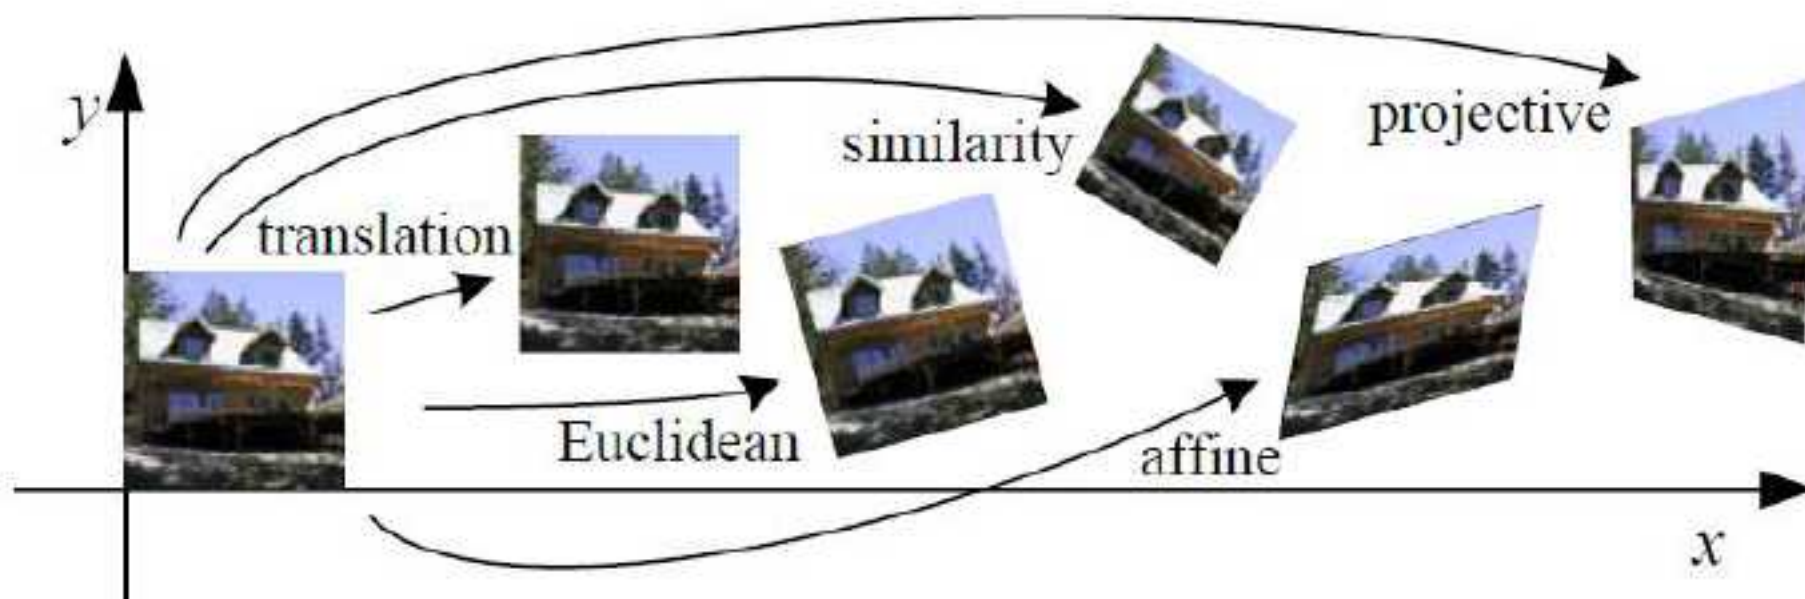 y
similarity
projective
translation
Euclidean
affine
x